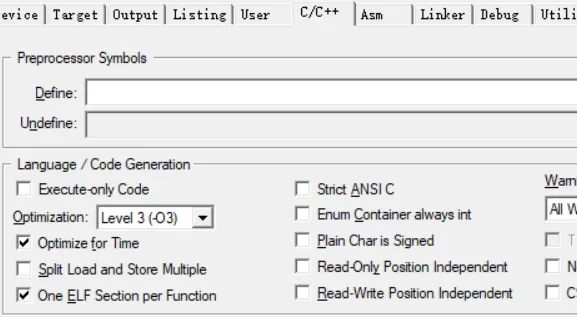 evice Target Output Listing User C/C++ Asm Linker Debug Utili
Preprocessor Symbols
Define:
Undefine:
Language / Code Generation
Execute-only Code
Strict ANSI C
Warni
Optimization: Level 3 (-O3)
Enum Container always int
All W
Optimize for Time
Plain Char is Signed
T
Split Load and Store Multiple
Read-Only Position Independent
N
One ELF Section per Function
Read-Write Position Independent
C